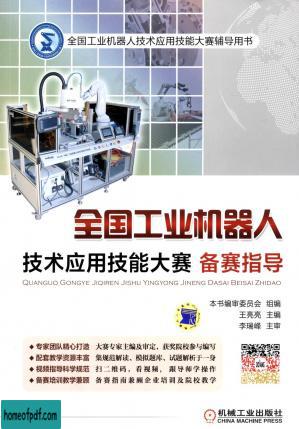 全国工业机器人技术应用技能大赛辅导用书
全国工业机器人
技术应用技能大赛 备赛指导
QUANGUO GONGYE JIQIREN JISHU YINGYONG JINENG DASAI BEISAI ZHIDAO
本书编审委员会 组编
王亮亮 主编
李瑞峰 主审
专家团队精心打造 大赛专家主编及审定，获奖院校参与编写
配套教学资源丰富 集规范解读、模拟题库、试题解析于一身
视频指导科学规范 扫二维码，看视频，跟导师学操作
备赛培训教学兼顾 备赛指南兼顾企业培训及院校教学
机械工业出版社
CHINA MACHINE PRESS
homeofpdf.com